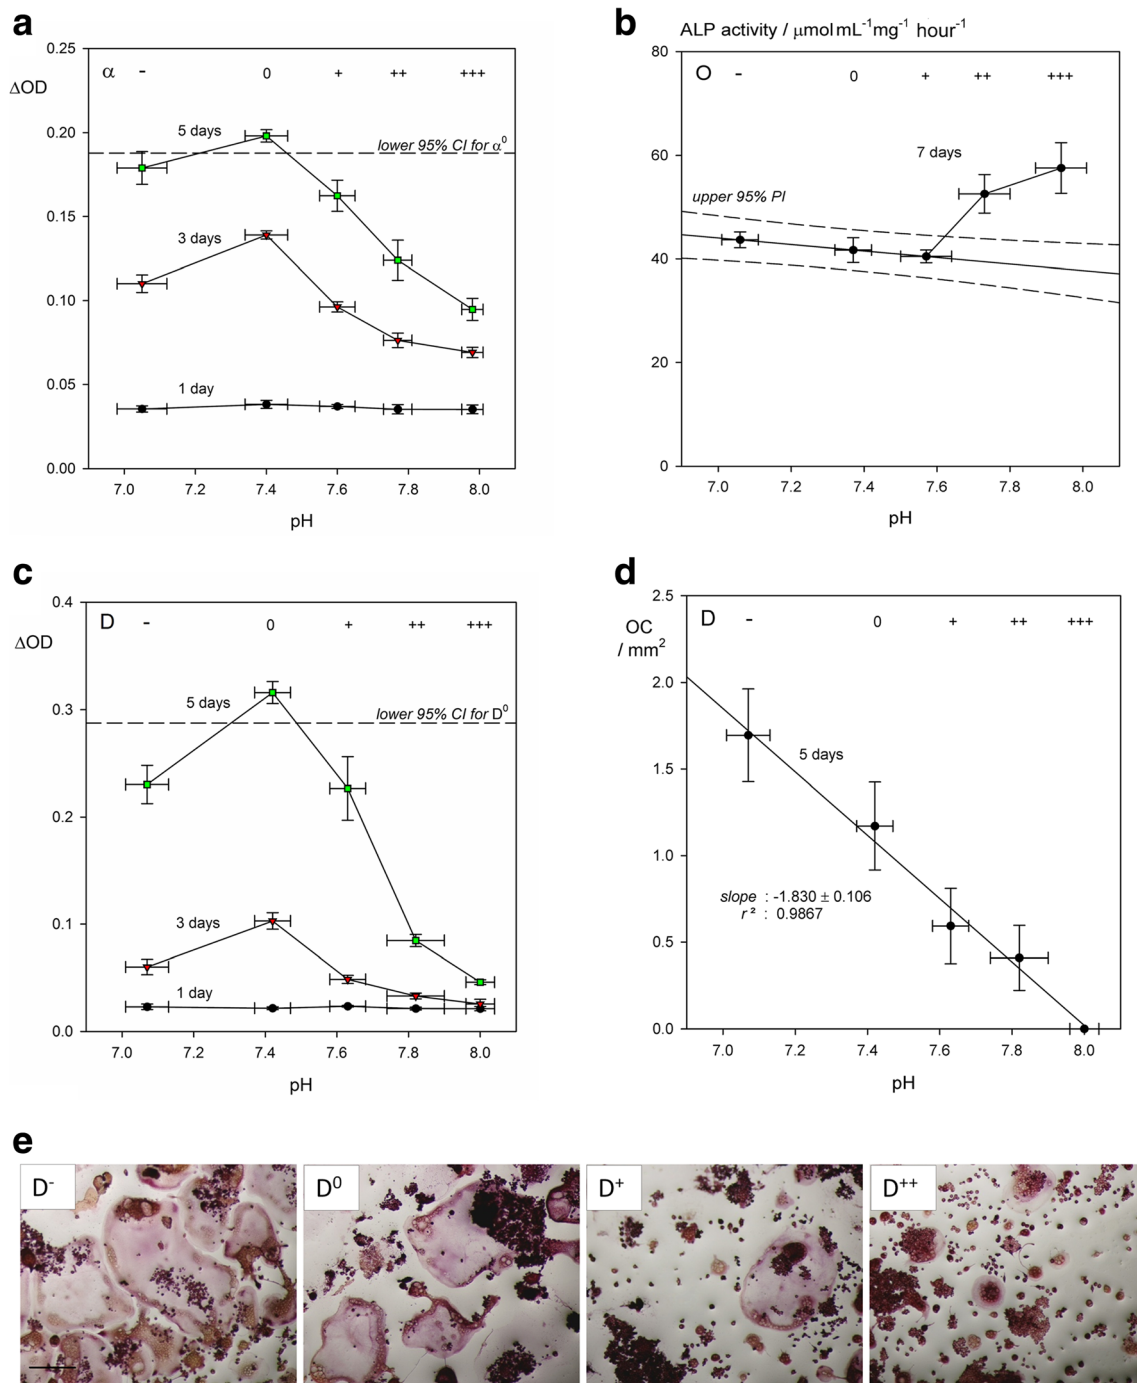 a
ΔOD
α - 0 + ++ +++
0.25
0.20
0.15
0.10
0.05
0.00
5 days
lower 95% CI for α⁰
3 days
1 day
7.0 7.4 7.6 7.8 8.0
pH
b
ALP activity / μmol mL⁻¹mg⁻¹ hour⁻¹
O - 0 + ++ +++
80
60
40
20
0
7 days
upper 95% PI
7.0 7.2 7.4 7.6 7.8 8.0
pH
c
ΔOD
D - 0 + ++ +++
0.4
0.3
0.2
0.1
0.0
5 days
lower 95% CI for D⁰
3 days
1 day
7.0 7.4 7.6 7.8 8.0
pH
d
OC
/ mm²
D - 0 + ++ +++
2.5
2.0
1.5
1.0
0.5
0.0
5 days
slope : -1.830 ± 0.106
r² : 0.9867
7.0 7.2 7.4 7.6 7.8 8.0
pH
e
D⁻ D⁰ D⁺ D⁺⁺